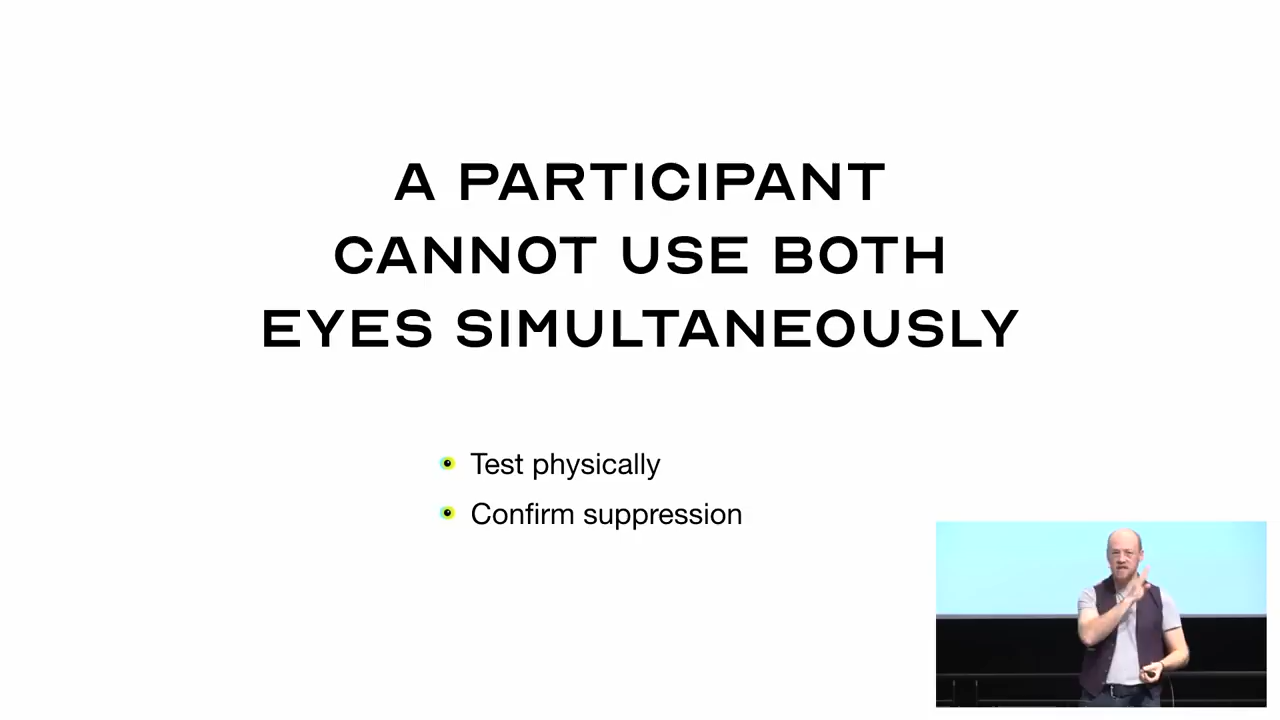 A PARTICIPANT
CANNOT USE BOTH
EYES SIMULTANEOUSLY
Test physically
Confirm suppression